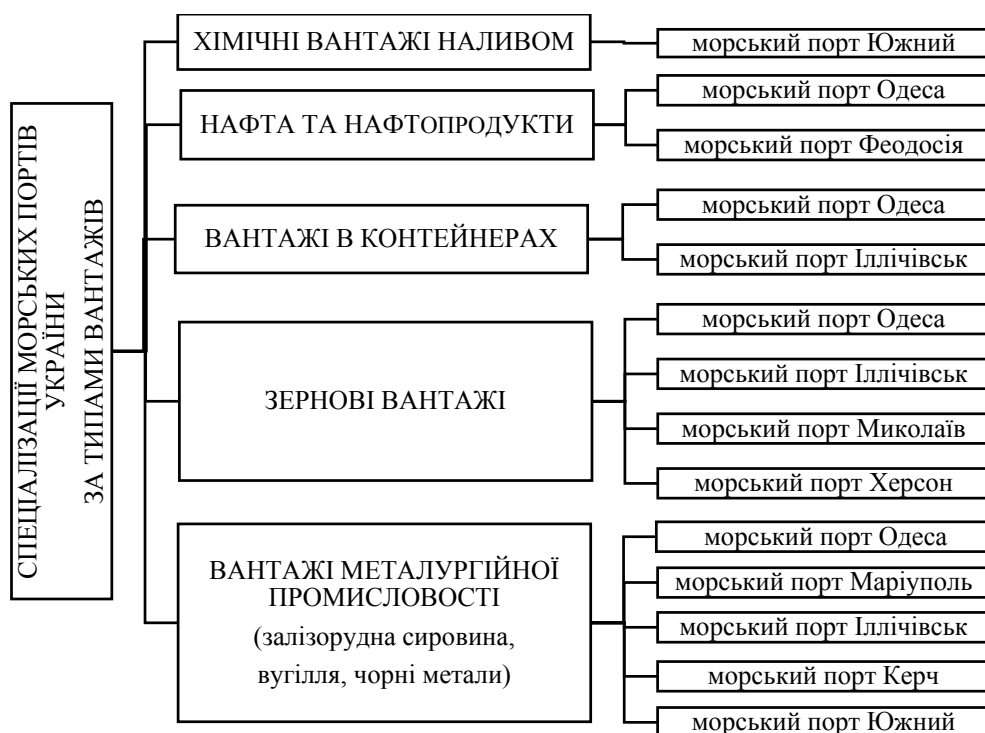 СПЕЦІАЛІЗАЦІЇ МОРСЬКИХ ПОРТІВ
УКРАЇНИ
ЗА ТИПАМИ ВАНТАЖІВ
ХІМІЧНІ ВАНТАЖІ НАЛИВОМ
морський порт Южний
НАФТА ТА НАФТОПРОДУКТИ
морський порт Одеса
морський порт Феодосія
ВАНТАЖІ В КОНТЕЙНЕРАХ
морський порт Одеса
морський порт Іллічівськ
ЗЕРНОВІ ВАНТАЖІ
морський порт Одеса
морський порт Іллічівськ
морський порт Миколаїв
морський порт Херсон
ВАНТАЖІ МЕТАЛУРГІЙНОЇ
ПРОМИСЛОВОСТІ
(залізорудна сировина,
вугілля, чорні метали)
морський порт Одеса
морський порт Маріуполь
морський порт Іллічівськ
морський порт Керч
морський порт Южний